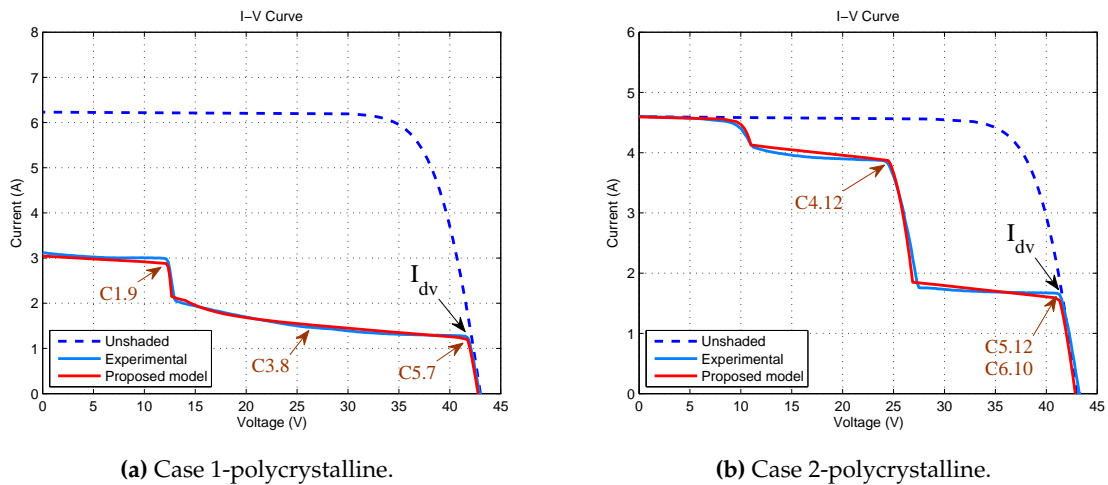 I-V Curve
8
7
6
5
4
3
2
1
0
Current (A)
C1.9
C3.8
C5.7
I_dv
Unshaded
Experimental
Proposed model
0 5 10 15 20 25 30 35 40 45
Voltage (V)
(a) Case 1-polycrystalline.
I-V Curve
6
5
4
3
2
1
0
Current (A)
C4.12
I_dv
C5.12
C6.10
Unshaded
Experimental
Proposed model
0 5 10 15 20 25 30 35 40 45
Voltage (V)
(b) Case 2-polycrystalline.